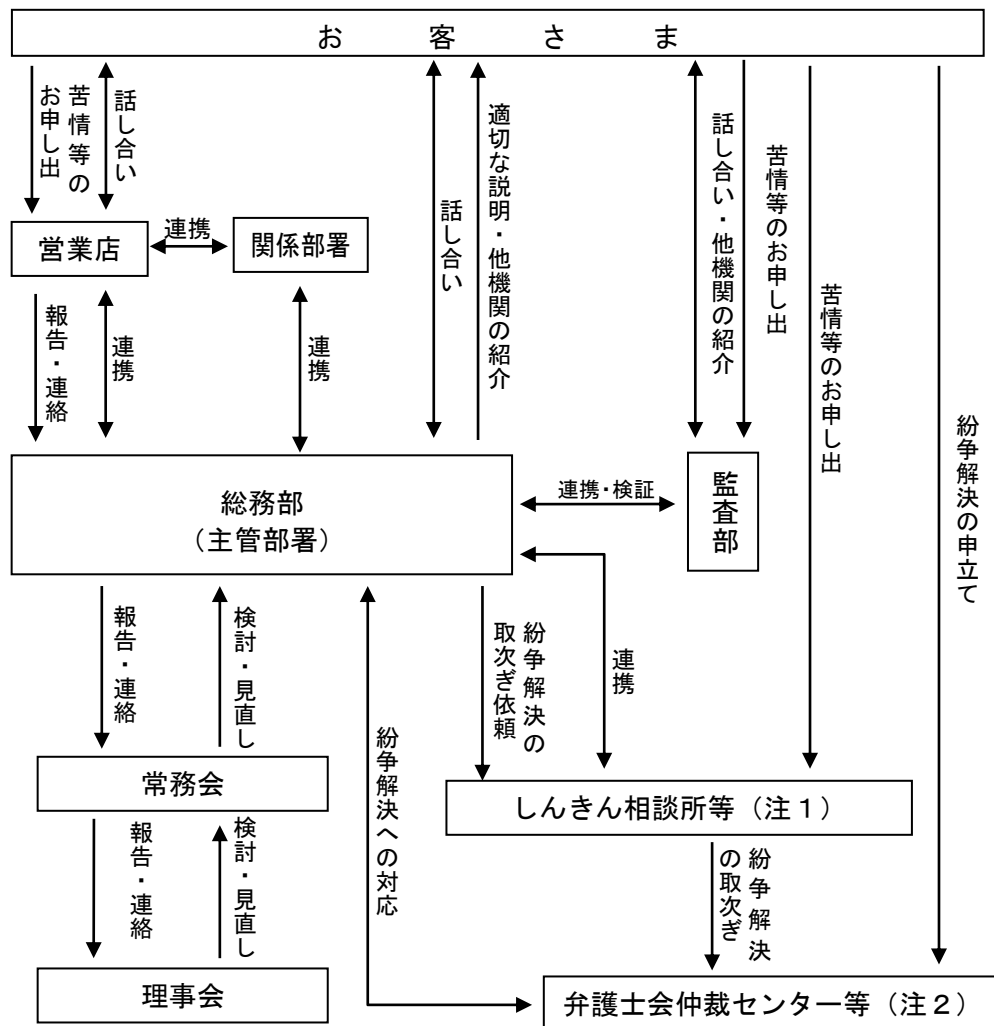 お客さま
苦情等の
お申し出
話し合い
話し合い
適切な説明・他機関の紹介
話し合い・他機関の紹介
苦情等のお申し出
苦情等のお申し出
紛争解決の申立て
営業店
連携
関係部署
報告・連絡
連携
連携
総務部
（主管部署）
連携・検証
監査部
報告・連絡
検討・見直し
紛争解決への対応
紛争解決の
取次ぎ依頼
連携
常務会
しんきん相談所等（注１）
報告・連絡
検討・見直し
紛争解決
の取次ぎ
理事会
弁護士会仲裁センター等（注２）